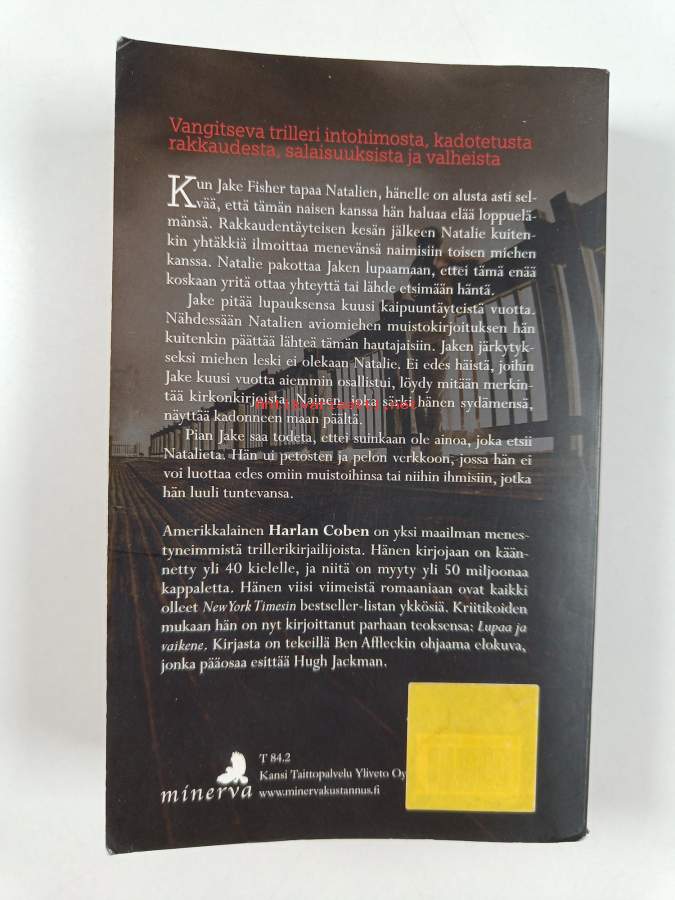 Vangitseva trilleri intohimosta, kadotetusta
rakkaudesta, salaisuuksista ja valheista
Kun Jake Fisher tapaa Natalien, hänelle on alusta asti sel-
vää, että tämän naisen kanssa hän haluaa elää loppuelä-
mänsä. Rakkaudentäyteisen kesän jälkeen Natalie kuiten-
kin yhtäkkiä ilmoittaa menevänsä naimisiin toisen miehen
kanssa. Natalie pakottaa Jaken lupaamaan, ettei tämä enää
koskaan yritä ottaa yhteyttä tai lähde etsimään häntä.
Jake pitää lupauksensa kuusi kaipuuntäyteistä vuotta.
Nähdessään Natalien aviomiehen muistokirjoituksen hän
kuitenkin päättää lähteä tämän hautajaisiin. Jaken järkytyk-
seksi miehen leski ei olekaan Natalie. Ei edes häistä, joihin
Jake kuusi vuotta aiemmin osallistui, löydy mitään merkin-
tää kirkonkirjoista. Nainen, joka särki hänen sydämensä,
näyttää kadonneen maan päältä.
Pian Jake saa todeta, ettei suinkaan ole ainoa, joka etsii
Natalieta. Hän ui petosten ja pelon verkkoon, jossa hän ei
voi luottaa edes omiin muistoihinsa tai niihin ihmisiin, jotka
hän luuli tuntevansa.
Amerikkalainen Harlan Coben on yksi maailman menes-
tyneimmistä trillerikirjailijoista. Hänen kirjojaan on kään-
netty yli 40 kielelle, ja niitä on myyty yli 50 miljoonaa
kappaletta. Hänen viisi viimeistä romaaniaan ovat kaikki
olleet New York Timesin bestseller-listan ykkösiä. Kriitikoiden
mukaan hän on nyt kirjoittanut parhaan teoksensa: Lupaa ja
vaikene. Kirjasta on tekeillä Ben Affleckin ohjaama elokuva,
jonka pääosaa esittää Hugh Jackman.
T 84.2
Kansi Taittopalvelu Yliveto Oy
minerva www.minervakustannus.fi